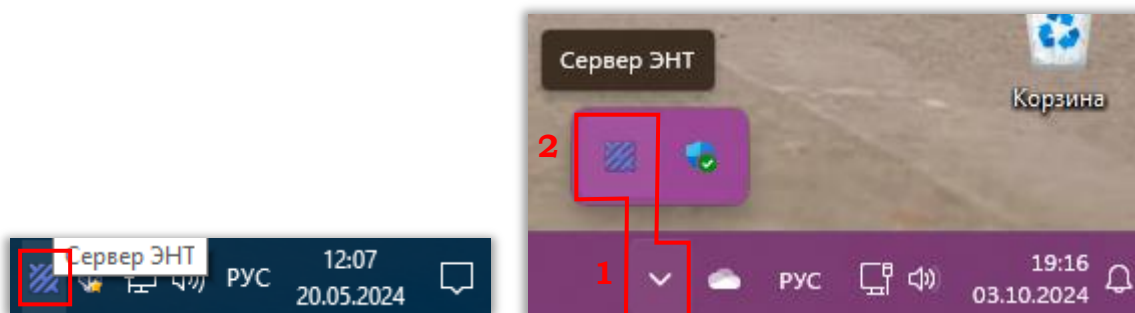 Сервер ЭНТ
РУС
12:07
20.05.2024
Сервер ЭНТ
Корзина
2
1
РУС
19:16
03.10.2024